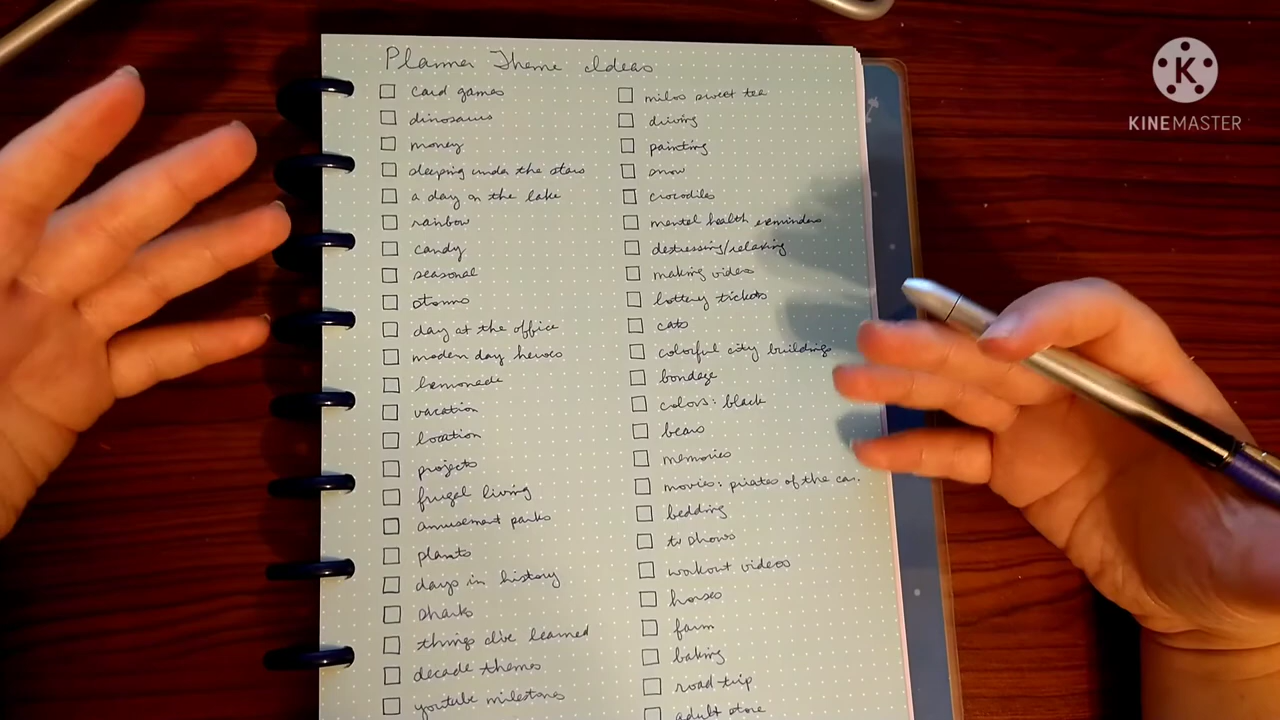 Planner Theme Ideas
card games
dinosaurs
money
sleeping under the stars
a day on the lake
rainbow
candy
seasonal
storms
day at the office
modern day heroes
lemonade
vacation
location
projects
frugal living
amusement parks
plants
days in history
sharks
things I've learned
decade themes
youtube milestones
milos sweet tea
driving
painting
snow
crocodiles
mental health reminders
destressing/relaxing
making videos
lottery tickets
cats
colorful city buildings
bondage
colors: black
bears
memories
movies: pirates of the car.
bedding
tv shows
workout videos
horses
farm
baking
road trip
adult store
K
KINEMASTER